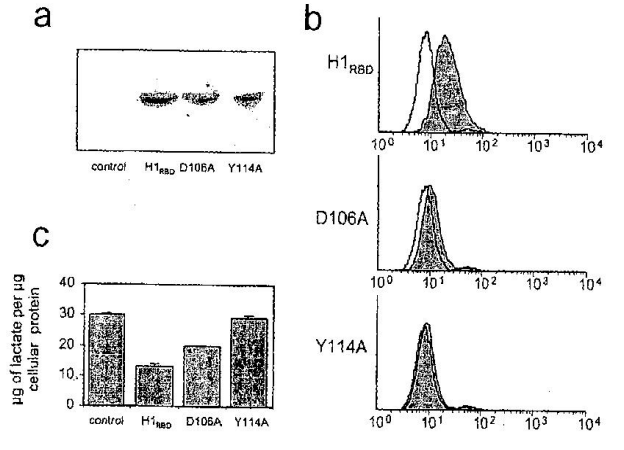 a
control H1RBD D106A Y114A
b
H1RBD
10⁰ 10¹ 10² 10³ 10⁴
D106A
10⁰ 10¹ 10² 10³ 10⁴
Y114A
10⁰ 10¹ 10² 10³ 10⁴
c
µg of lactate per µg
cellular protein
40
30
20
10
0
control H1RBD D106A Y114A